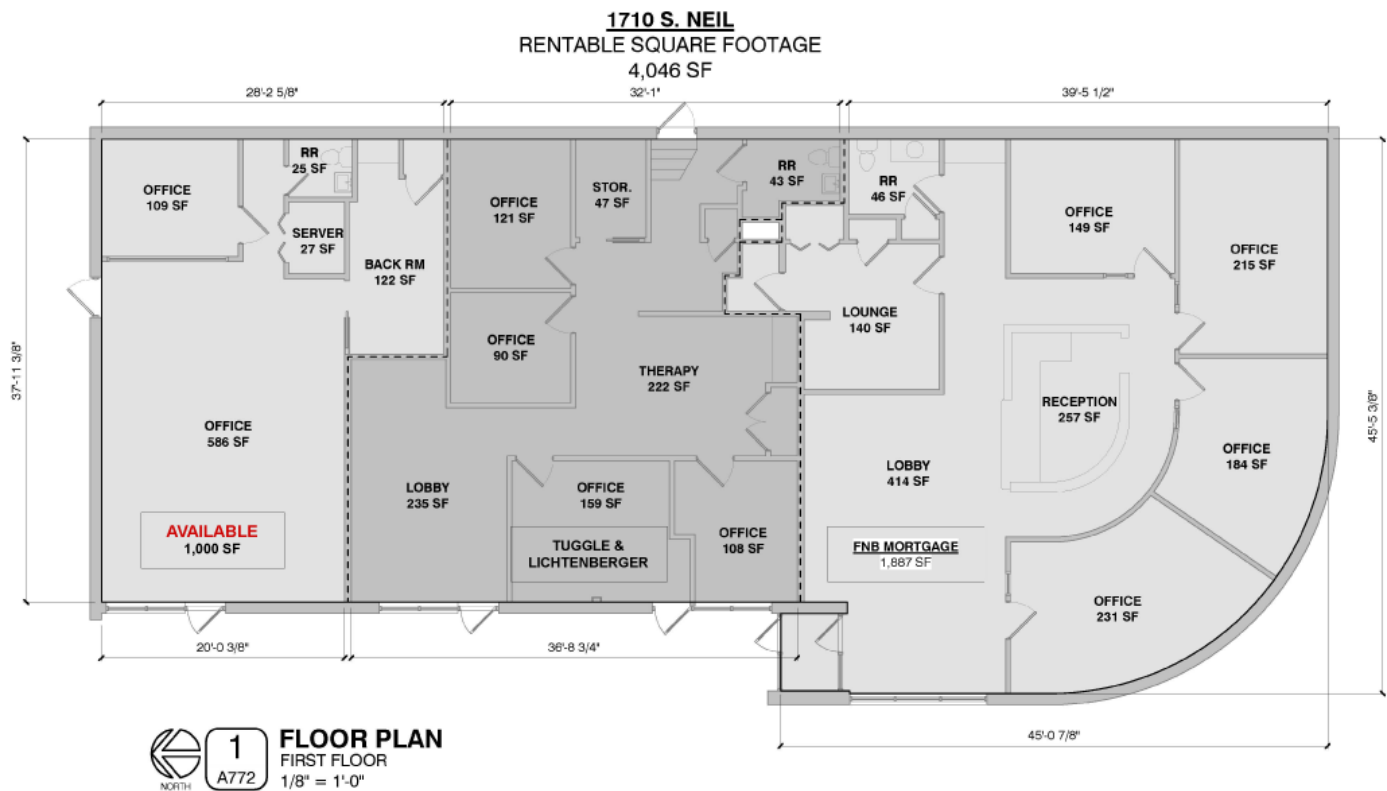 1710 S. NEIL
RENTABLE SQUARE FOOTAGE
4,046 SF
28'-2 5/8"
32'-1"
39'-5 1/2"
37'-11 3/8"
45'-5 3/8"
OFFICE
109 SF
RR
25 SF
SERVER
27 SF
BACK RM
122 SF
OFFICE
586 SF
AVAILABLE
1,000 SF
OFFICE
121 SF
STOR.
47 SF
RR
43 SF
OFFICE
90 SF
THERAPY
222 SF
LOBBY
235 SF
OFFICE
159 SF
TUGGLE &
LICHTENBERGER
OFFICE
108 SF
RR
46 SF
LOUNGE
140 SF
OFFICE
149 SF
OFFICE
215 SF
RECEPTION
257 SF
LOBBY
414 SF
OFFICE
184 SF
FNB MORTGAGE
1,887 SF
OFFICE
231 SF
20'-0 3/8"
36'-8 3/4"
45'-0 7/8"
NORTH
1
A772
FLOOR PLAN
FIRST FLOOR
1/8" = 1'-0"